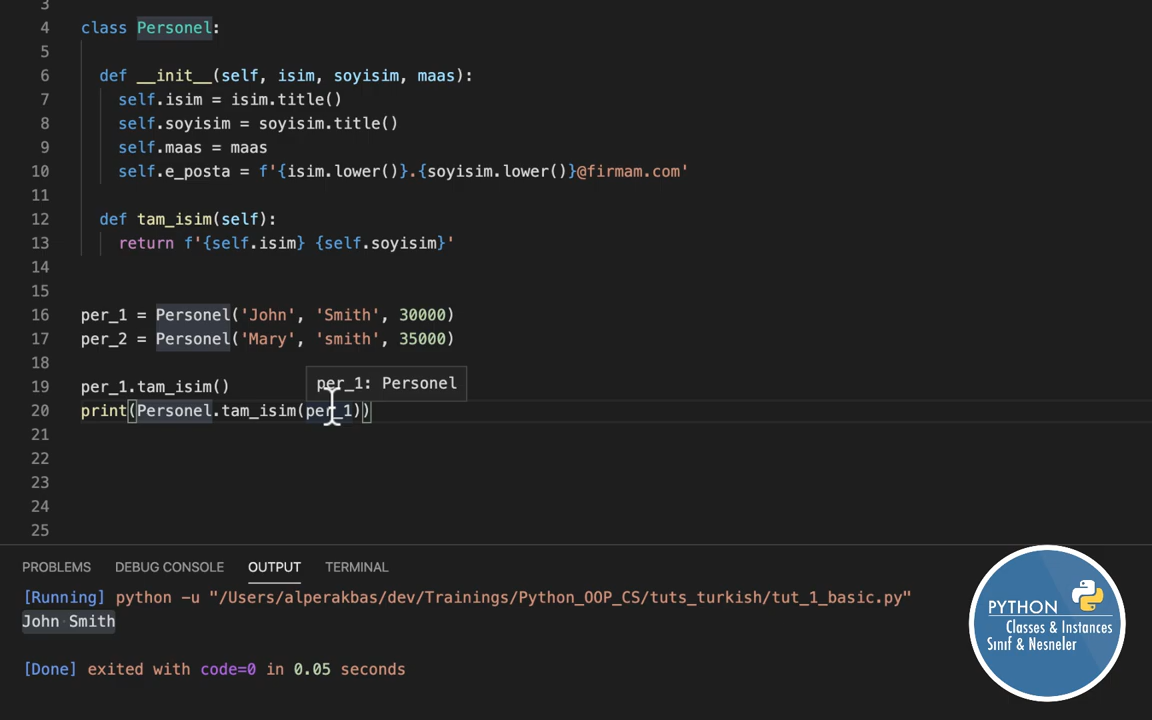 3
4 class Personel:
5
6 def __init__(self, isim, soyisim, maas):
7 self.isim = isim.title()
8 self.soyisim = soyisim.title()
9 self.maas = maas
10 self.e_posta = f'{isim.lower()}.{soyisim.lower()}@firmam.com'
11
12 def tam_isim(self):
13 return f'{self.isim} {self.soyisim}'
14
15
16 per_1 = Personel('John', 'Smith', 30000)
17 per_2 = Personel('Mary', 'smith', 35000)
18
19 per_1.tam_isim()
per_1: Personel
20 print(Personel.tam_isim(per_1))
21
22
23
24
25
PROBLEMS DEBUG CONSOLE OUTPUT TERMINAL
[Running] python -u "/Users/alperakbas/dev/Trainings/Python_OOP_CS/tuts_turkish/tut_1_basic.py"
John Smith
[Done] exited with code=0 in 0.05 seconds
PYTHON
Classes & Instances
Sınıf & Nesneler